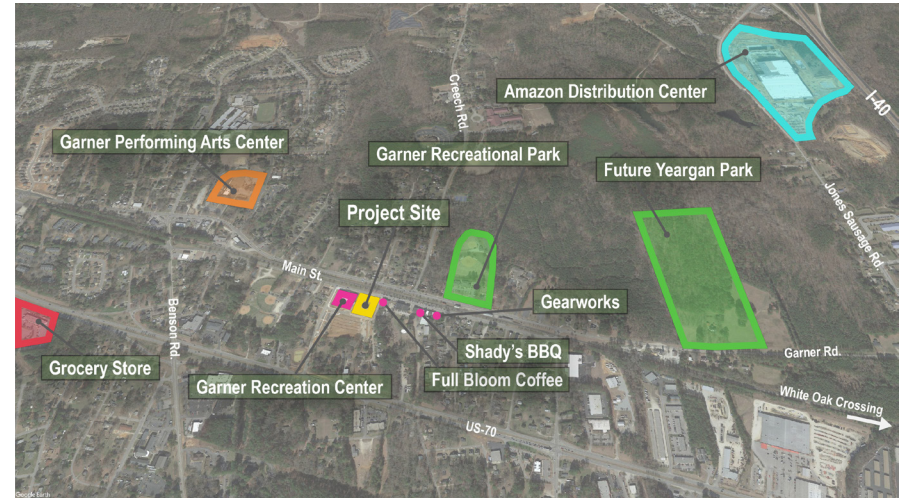 Amazon Distribution Center
I-40
Creech Rd.
Garner Performing Arts Center
Garner Recreational Park
Future Yeargan Park
Project Site
Jones Sausage Rd.
Main St.
Benson Rd.
Gearworks
Shady's BBQ
Garner Rd.
Grocery Store
Garner Recreation Center
Full Bloom Coffee
White Oak Crossing
US-70
Google Earth